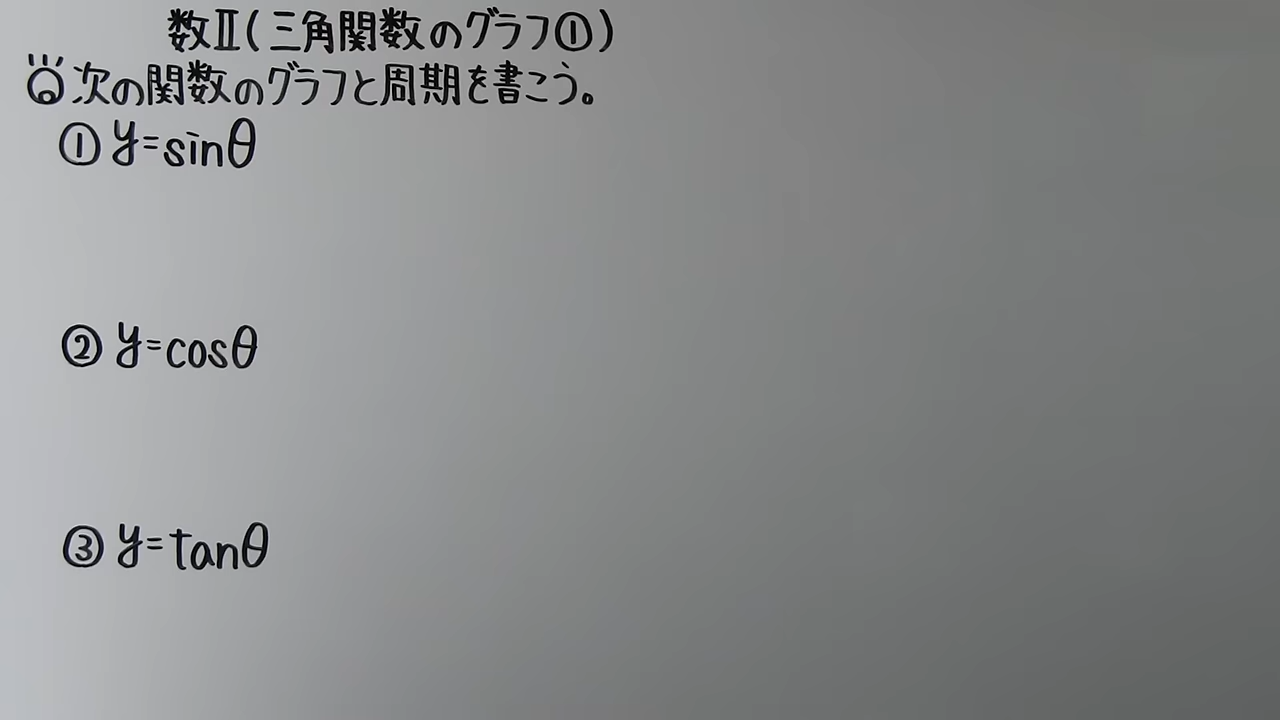 数Ⅱ(三角関数のグラフ①)
次の関数のグラフと周期を書こう。
① y=sinθ
② y=cosθ
③ y=tanθ